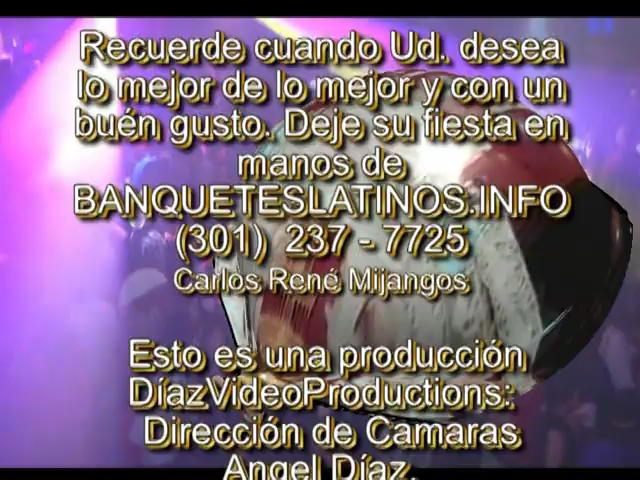 Recuerde cuando Ud. desea
lo mejor de lo mejor y con un
buén gusto. Deje su fiesta en
manos de
BANQUETESLATINOS.INFO
(301) 237 - 7725
Carlos René Mijangos
Esto es una producción
DíazVideoProductions:
Dirección de Camaras
Angel Díaz.